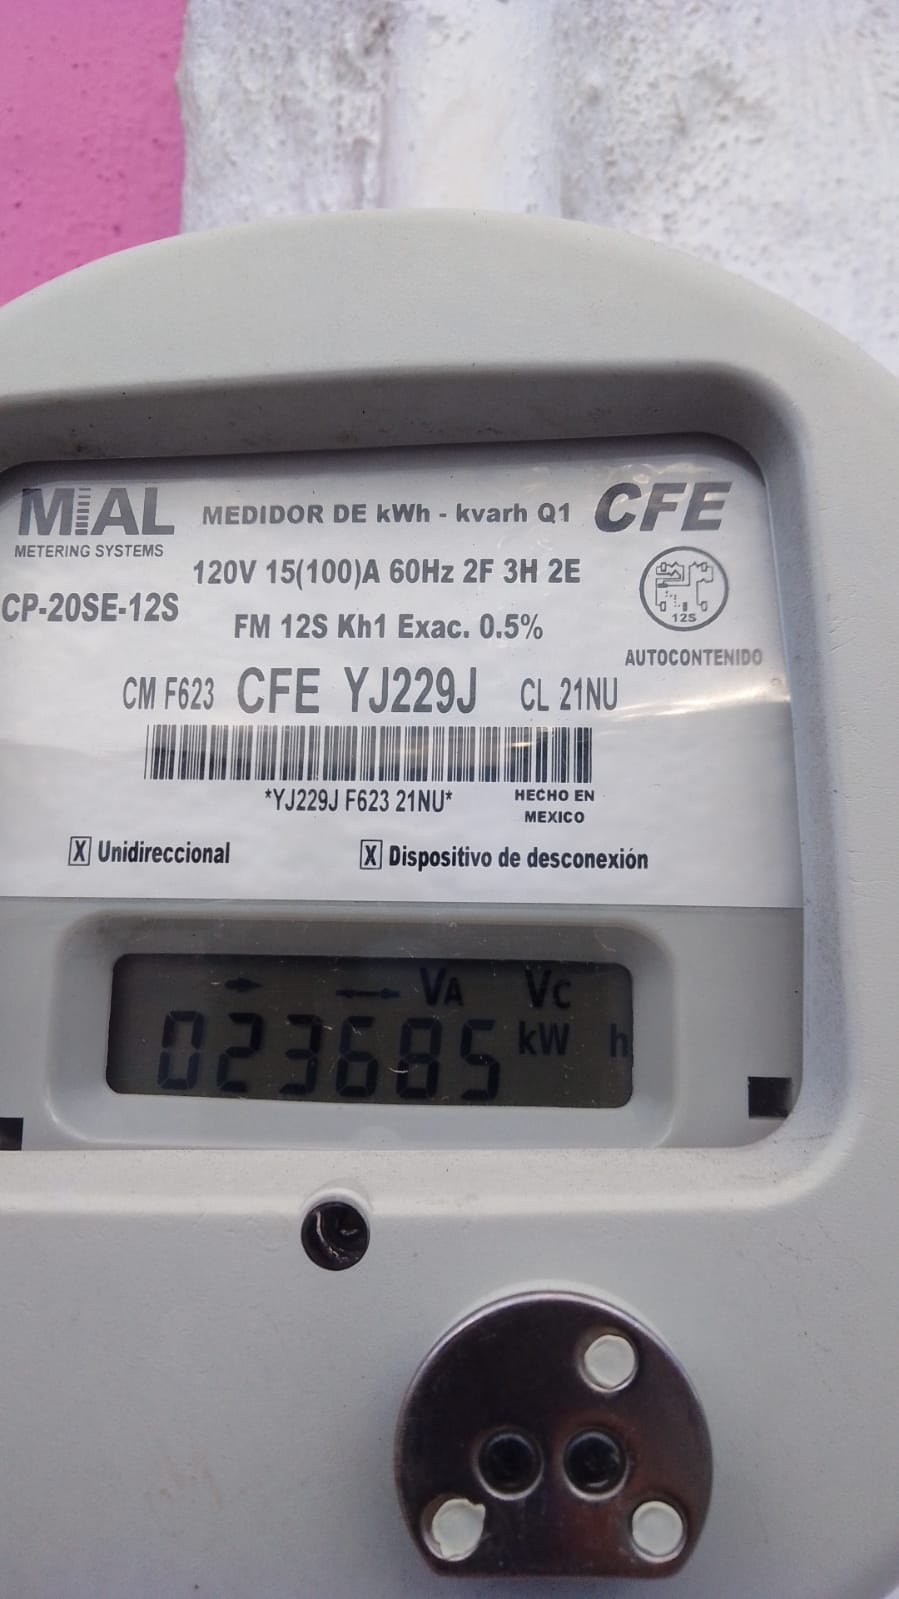 MIAL
METERING SYSTEMS
MEDIDOR DE kWh - kvarh Q1
CFE
120V 15(100)A 60Hz 2F 3H 2E
CP-20SE-12S
FM 12S Kh1 Exac. 0.5%
12S
AUTOCONTENIDO
CM F623 CFE YJ229J CL 21NU
*YJ229J F623 21NU*
HECHO EN
MEXICO
X Unidireccional
X Dispositivo de desconexión
VA VC
023685 kW h